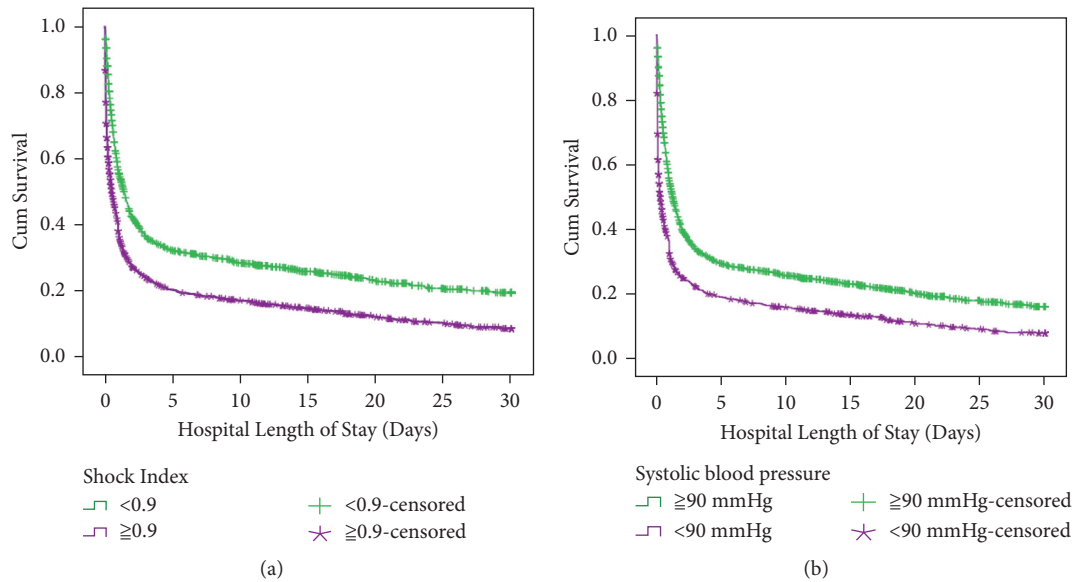 1.0
0.8
0.6
0.4
0.2
0.0
Cum Survival
0 5 10 15 20 25 30
Hospital Length of Stay (Days)
Shock Index
<0.9
≧0.9
<0.9-censored
≧0.9-censored
(a)
1.0
0.8
0.6
0.4
0.2
0.0
Cum Survival
0 5 10 15 20 25 30
Hospital Length of Stay (Days)
Systolic blood pressure
≧90 mmHg
<90 mmHg
≧90 mmHg-censored
<90 mmHg-censored
(b)